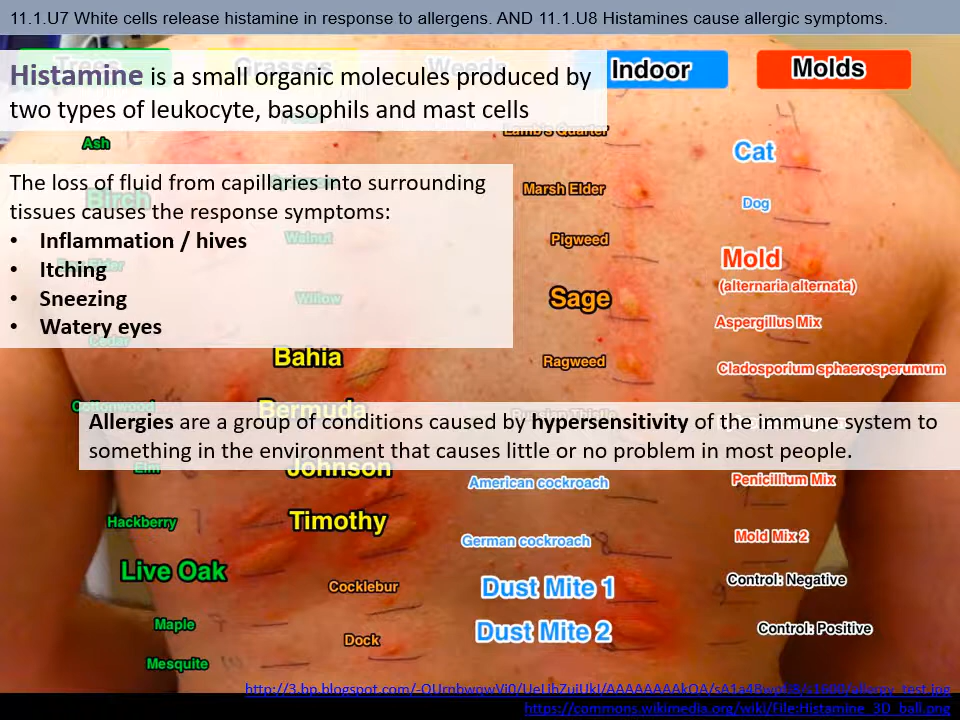 11.1.U7 White cells release histamine in response to allergens. AND 11.1.U8 Histamines cause allergic symptoms.
Trees Grasses Weeds Indoor Molds
Histamine is a small organic molecules produced by
two types of leukocyte, basophils and mast cells
Ash
Lamb's Quarter
Cat
The loss of fluid from capillaries into surrounding
tissues causes the response symptoms:
• Inflammation / hives
• Itching
• Sneezing
• Watery eyes
Birch
Marsh Elder
Dog
Walnut
Pigweed
Mold
(alternaria alternata)
Box Elder
Willow
Sage
Aspergillus Mix
Cedar
Bahia
Ragweed
Cladosporium sphaerosperumum
Cottonwood
Bermuda
Russian Thistle
Allergies are a group of conditions caused by hypersensitivity of the immune system to
something in the environment that causes little or no problem in most people.
Elm
Johnson
American cockroach
Penicillium Mix
Hackberry
Timothy
German cockroach
Mold Mix 2
Live Oak
Cocklebur
Dust Mite 1
Control: Negative
Maple
Dock
Dust Mite 2
Control: Positive
Mesquite
https://commons.wikimedia.org/wiki/File:Histamine_3D_ball.png